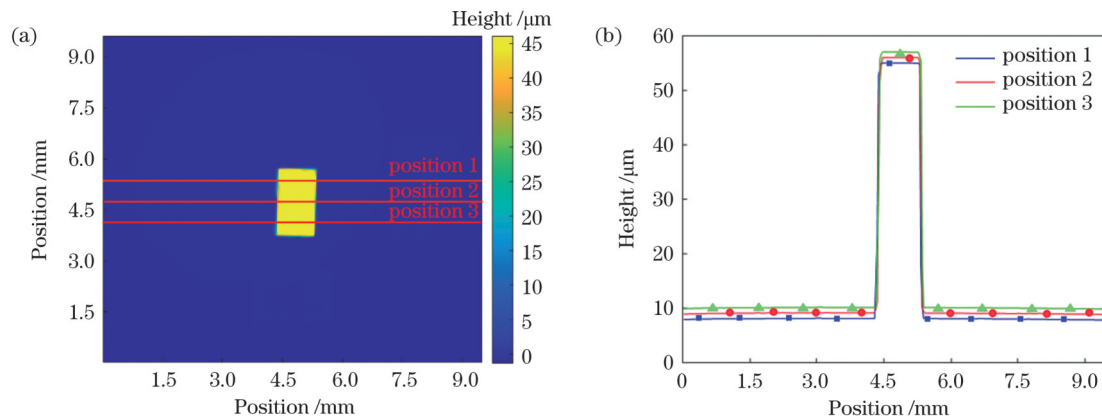 (a)
Height /μm
9.0
7.5
6.0
4.5
3.0
1.5
Position /mm
position 1
position 2
position 3
1.5 3.0 4.5 6.0 7.5 9.0
Position /mm
45
40
35
30
25
20
15
10
5
0
(b)
60
50
40
30
20
10
0
Height /μm
position 1
position 2
position 3
0 1.5 3.0 4.5 6.0 7.5 9.0
Position /mm